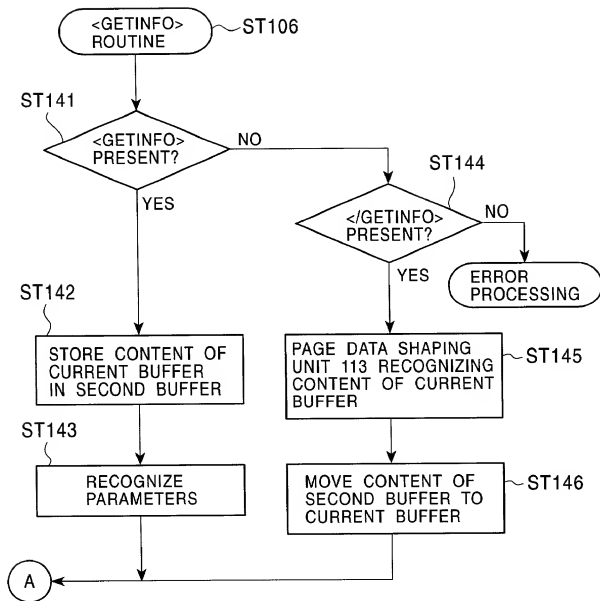 <GETINFO>
ROUTINE
ST106
ST141
<GETINFO>
PRESENT?
NO
YES
ST144
</GETINFO>
PRESENT?
NO
YES
ERROR
PROCESSING
ST142
STORE CONTENT OF
CURRENT BUFFER
IN SECOND BUFFER
PAGE DATA SHAPING
UNIT 113 RECOGNIZING
CONTENT OF CURRENT
BUFFER
ST145
ST143
RECOGNIZE
PARAMETERS
MOVE CONTENT OF
SECOND BUFFER TO
CURRENT BUFFER
ST146
A